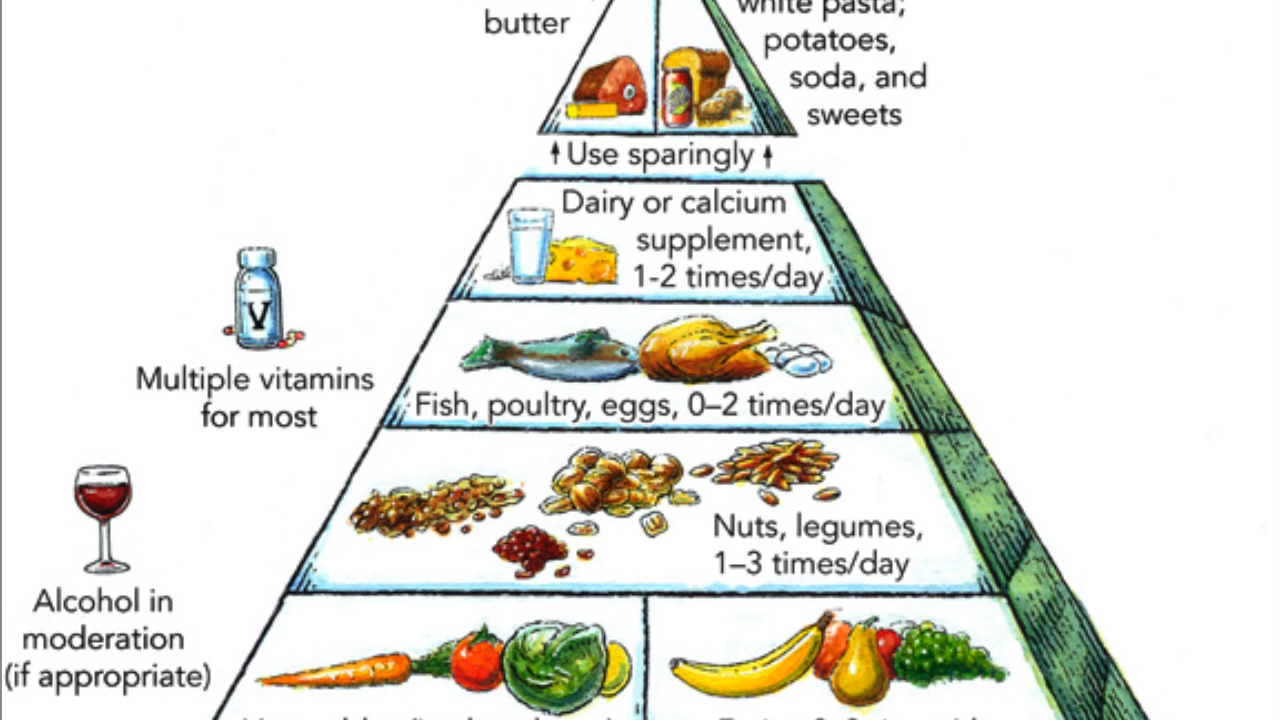 butter
white pasta;
potatoes,
soda, and
sweets
Use sparingly
Dairy or calcium
supplement,
1-2 times/day
V
Multiple vitamins
for most
Fish, poultry, eggs, 0–2 times/day
Nuts, legumes,
1–3 times/day
Alcohol in
moderation
(if appropriate)